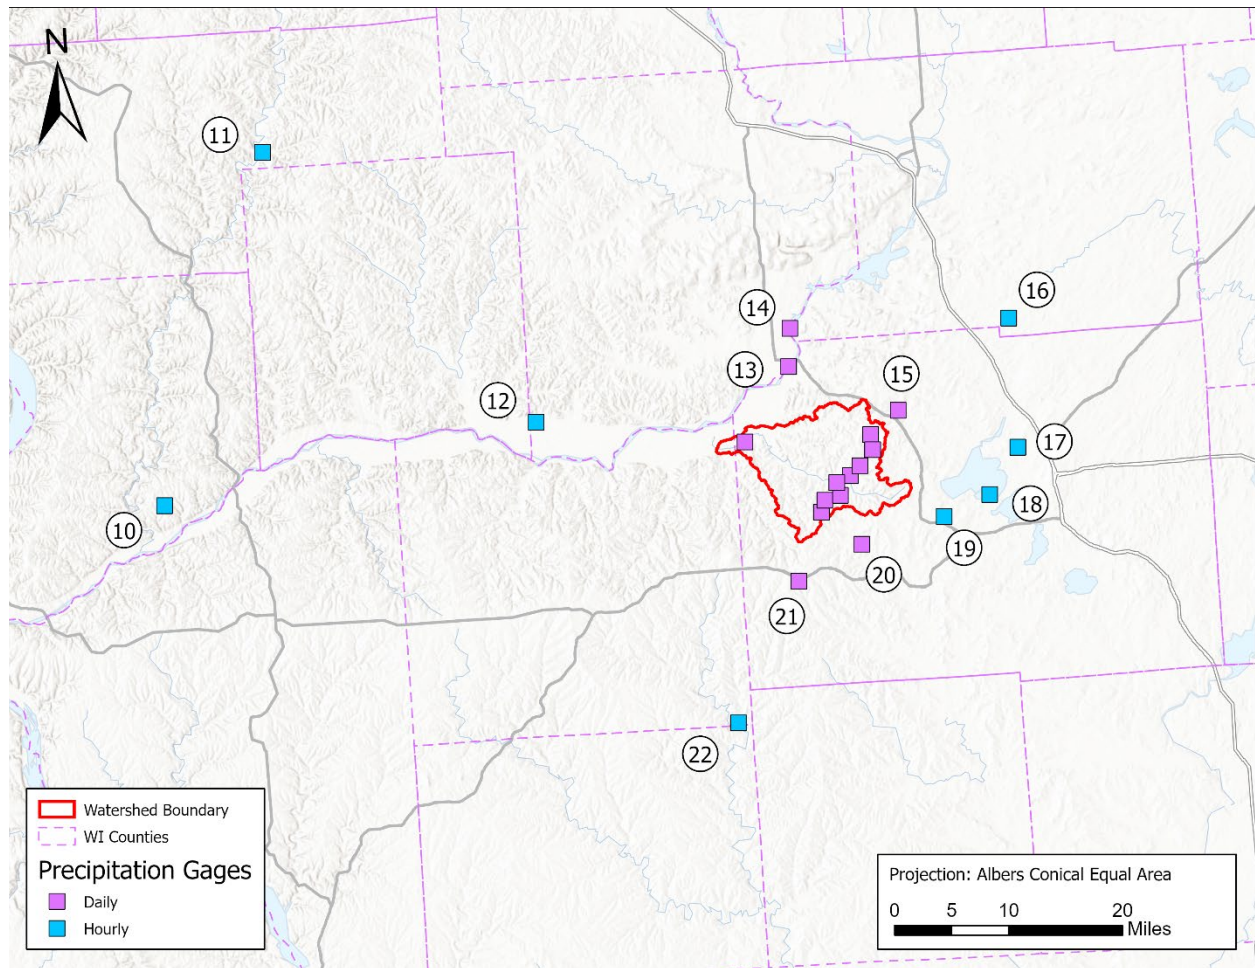 N
11
14
16
13
15
12
17
10
18
19
20
21
22
Watershed Boundary
WI Counties
Precipitation Gages
Daily
Hourly
Projection: Albers Conical Equal Area
0 5 10 20
Miles